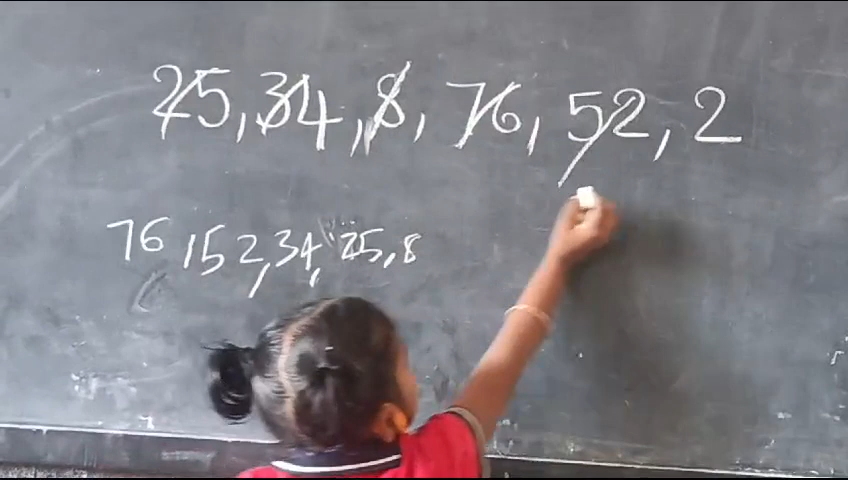 25, 34, 8, 76, 52, 2
76, 52, 34, 25, 8